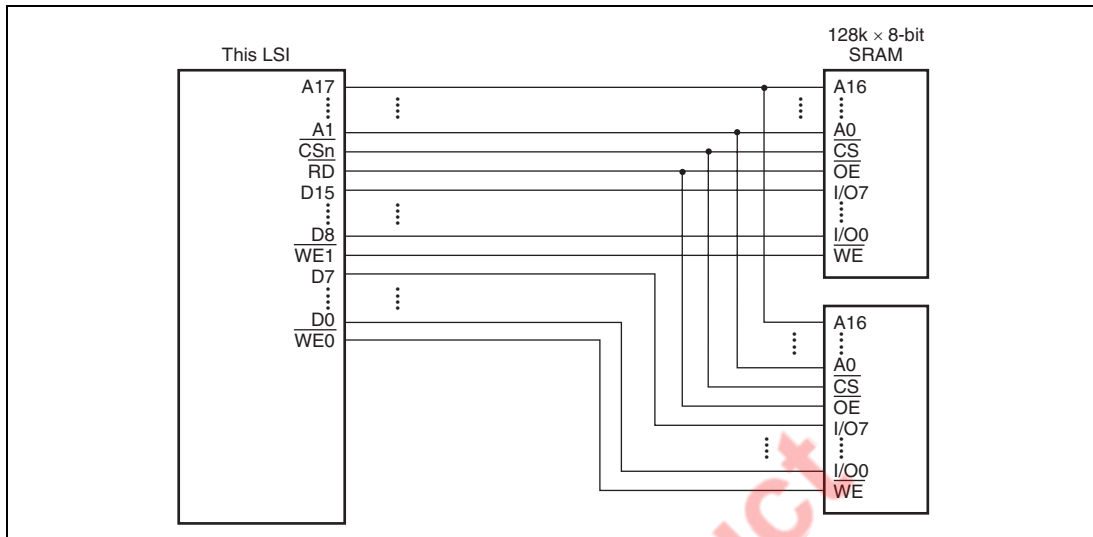 This LSI
A17
A1
CSn
RD
D15
D8
WE1
D7
D0
WE0
128k × 8-bit
SRAM
A16
A0
CS
OE
I/O7
I/O0
WE
A16
A0
CS
OE
I/O7
I/O0
WE
uct